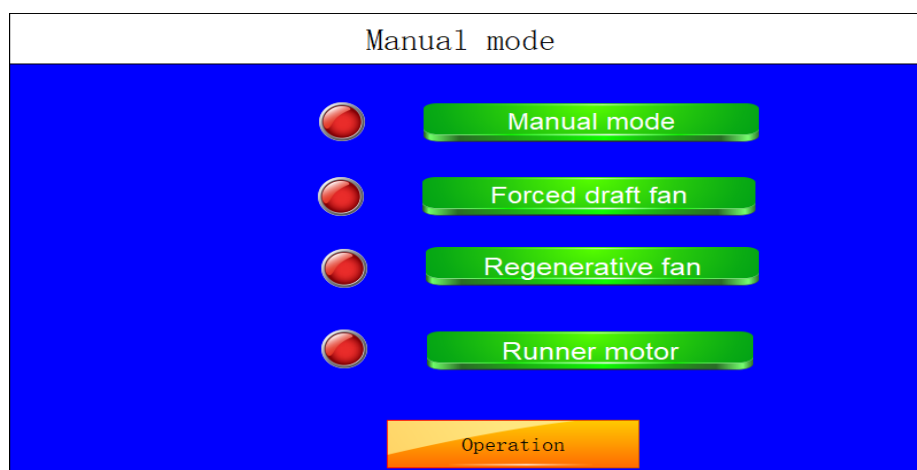 Manual mode
Manual mode
Forced draft fan
Regenerative fan
Runner motor
Operation